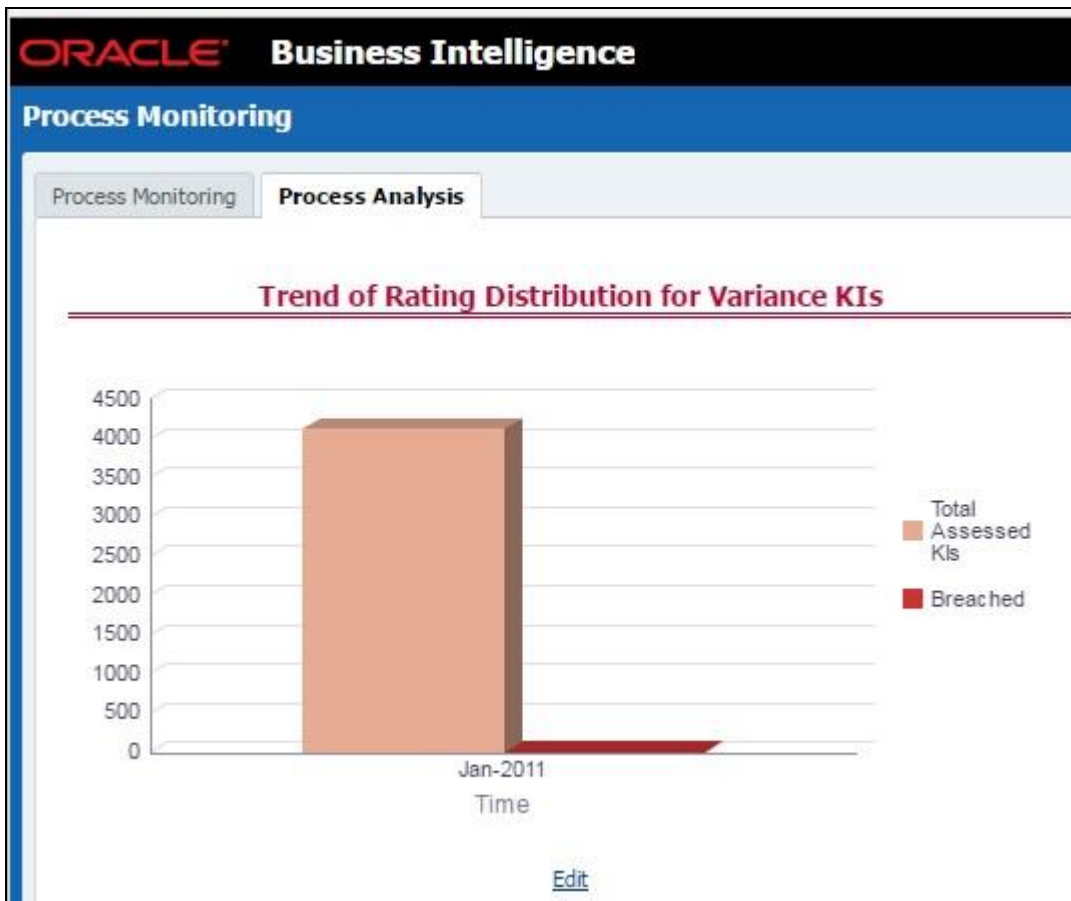 ORACLE Business Intelligence
Process Monitoring
Process Monitoring Process Analysis
Trend of Rating Distribution for Variance KIs
4500
4000
3500
3000
2500
2000
1500
1000
500
0
Total
Assessed
KIs
Breached
Jan-2011
Time
Edit